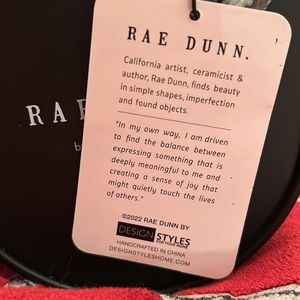 RAE DUNN.
California artist, ceramicist &
author, Rae Dunn, finds beauty
in simple shapes, imperfection
and found objects.
"In my own way, I am driven
to find the balance between
expressing something that is
deeply meaningful to me and
creating a sense of joy that
might quietly touch the lives
of others."
©2022 RAE DUNN BY
DESIGN STYLES
FOR YOUR HOME
HANDCRAFTED IN CHINA
DESIGNSTYLESHOME.COM
RAE
b